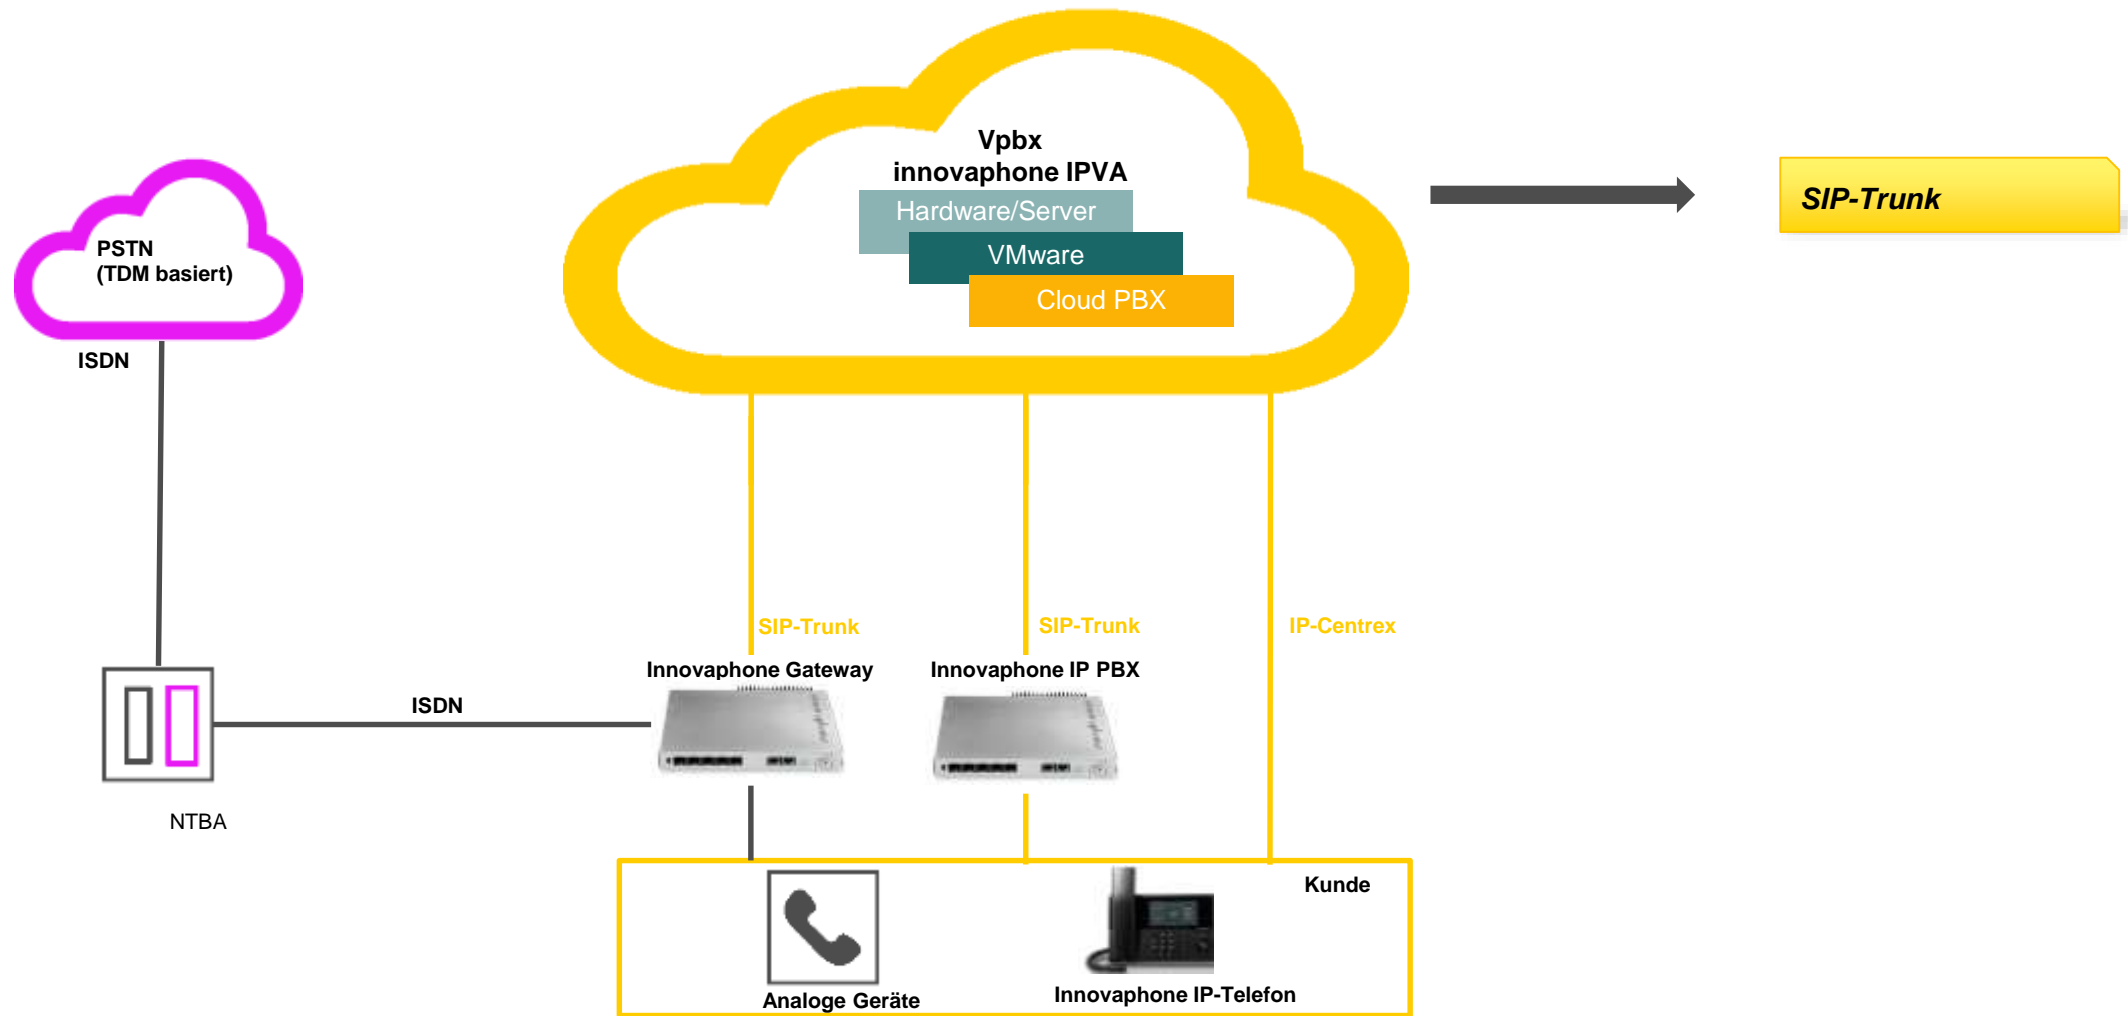 Vpbx
innovaphone IPVA
Hardware/Server
VMware
Cloud PBX
SIP-Trunk
PSTN
(TDM basiert)
ISDN
SIP-Trunk
SIP-Trunk
IP-Centrex
Innovaphone Gateway
Innovaphone IP PBX
ISDN
NTBA
Kunde
Analoge Geräte
Innovaphone IP-Telefon